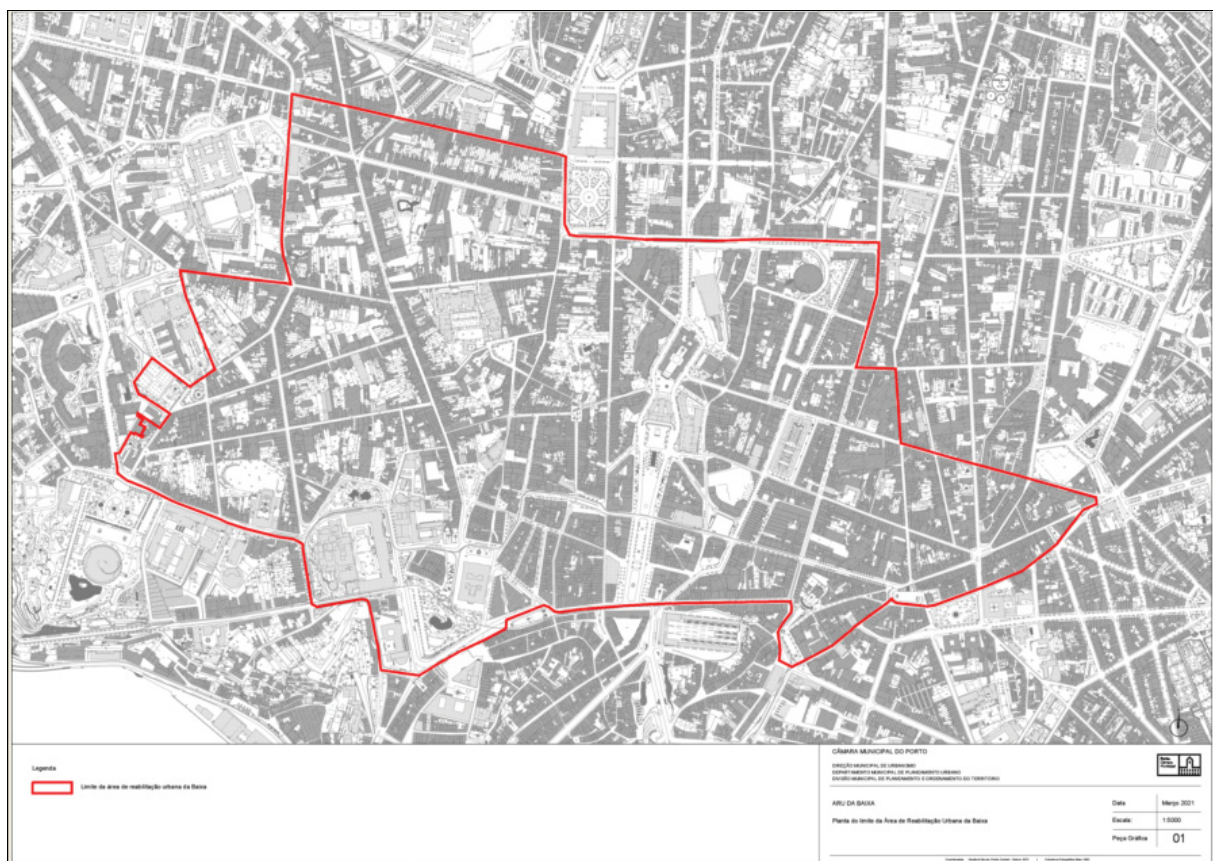 Legenda
Limite da área de reabilitação urbana da Baixa
CÂMARA MUNICIPAL DO PORTO
DIREÇÃO MUNICIPAL DE URBANISMO
DEPARTAMENTO MUNICIPAL DE PLANEAMENTO URBANO
DIVISÃO MUNICIPAL DE PLANEAMENTO E ORDENAMENTO DO TERRITÓRIO
ARU DA BAIXA
Planta do limite da Área de Reabilitação Urbana da Baixa
Data Março 2021
Escala: 1:5000
Peça Gráfica 01